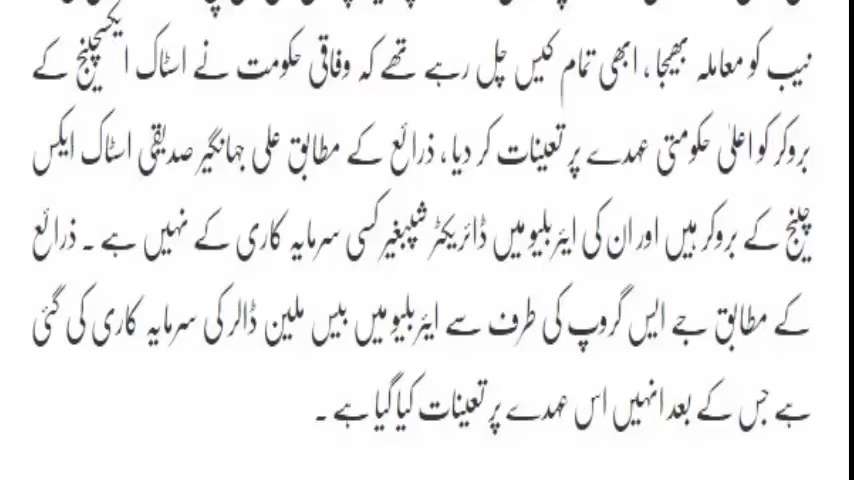 نیب کو معاملہ بھیجا ، ابھی تمام کیس چل رہے تھے کہ وفاقی حکومت نے اسٹاک ایکسچینج کے
بروکر کو اعلیٰ حکومتی عہدے پر تعینات کر دیا ، ذرائع کے مطابق علی جہانگیر صدیقی اسٹاک ایکس
چینج کے بروکر ہیں اور ان کی ایئر بلیو میں ڈائریکٹر شپ بغیر کسی سرمایہ کاری کے نہیں ہے ۔ ذرائع
کے مطابق جے ایس گروپ کی طرف سے ایئر بلیو میں بیس ملین ڈالر کی سرمایہ کاری کی گئی
ہے جس کے بعد انہیں اس عہدے پر تعینات کیا گیا ہے ۔